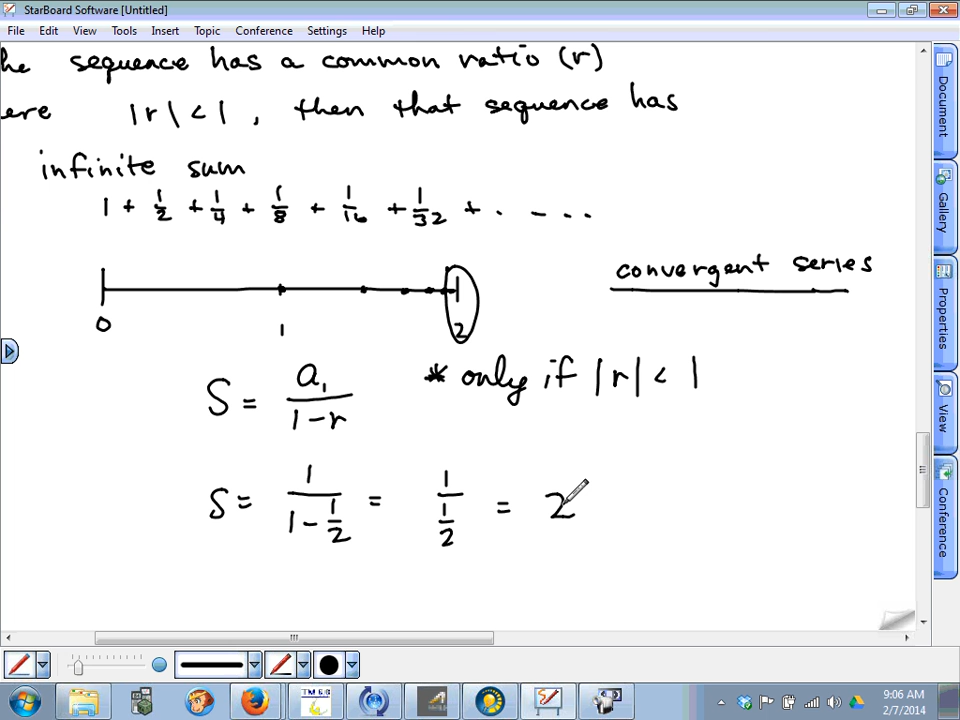 StarBoard Software [Untitled]
File Edit View Tools Insert Topic Conference Settings Help
he sequence has a common ratio (r)
ere |r| < 1, then that sequence has
infinite sum
1 + 1/2 + 1/4 + 1/8 + 1/16 + 1/32 + . - - . .
convergent series
0 1 2
S = a₁/(1-r) * only if |r| < 1
S = 1/(1 - 1/2) = 1/(1/2) = 2
Document
Gallery
Properties
View
Conference
TM 6.0
9:06 AM
2/7/2014